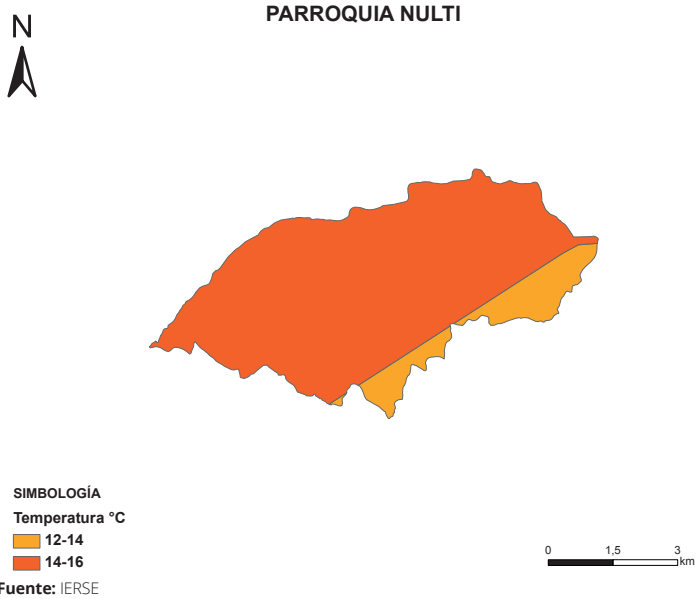 PARROQUIA NULTI
N
SIMBOLOGÍA
Temperatura °C
12-14
14-16
0 1,5 3
km
Fuente: IERSE